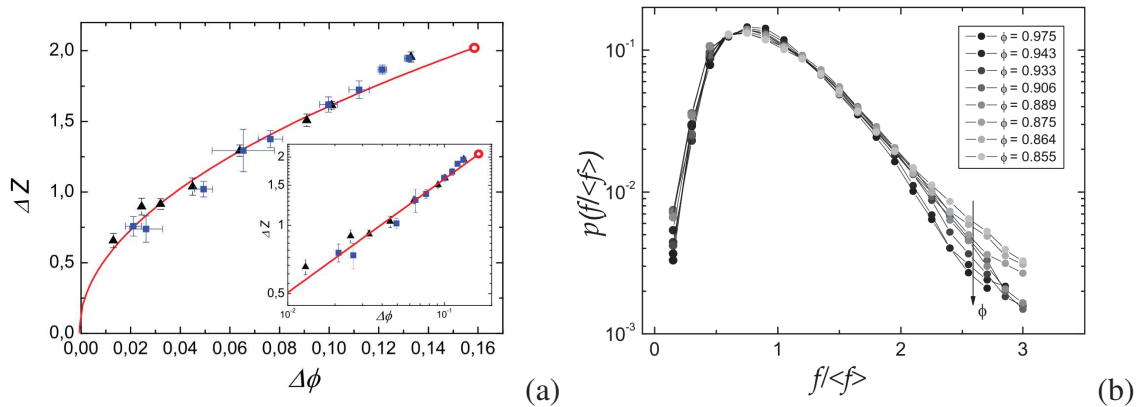 2,0
1,5
1,0
0,5
0,0
ΔZ
0,00 0,02 0,04 0,06 0,08 0,10 0,12 0,14 0,16
Δϕ
2
1.5
1
0.5
ΔZ
10⁻² 10⁻¹
Δϕ
(a)
10⁻¹
10⁻²
10⁻³
p(f/<f>)
0 1 2 3
f/<f>
ϕ = 0.975
ϕ = 0.943
ϕ = 0.933
ϕ = 0.906
ϕ = 0.889
ϕ = 0.875
ϕ = 0.864
ϕ = 0.855
ϕ
(b)